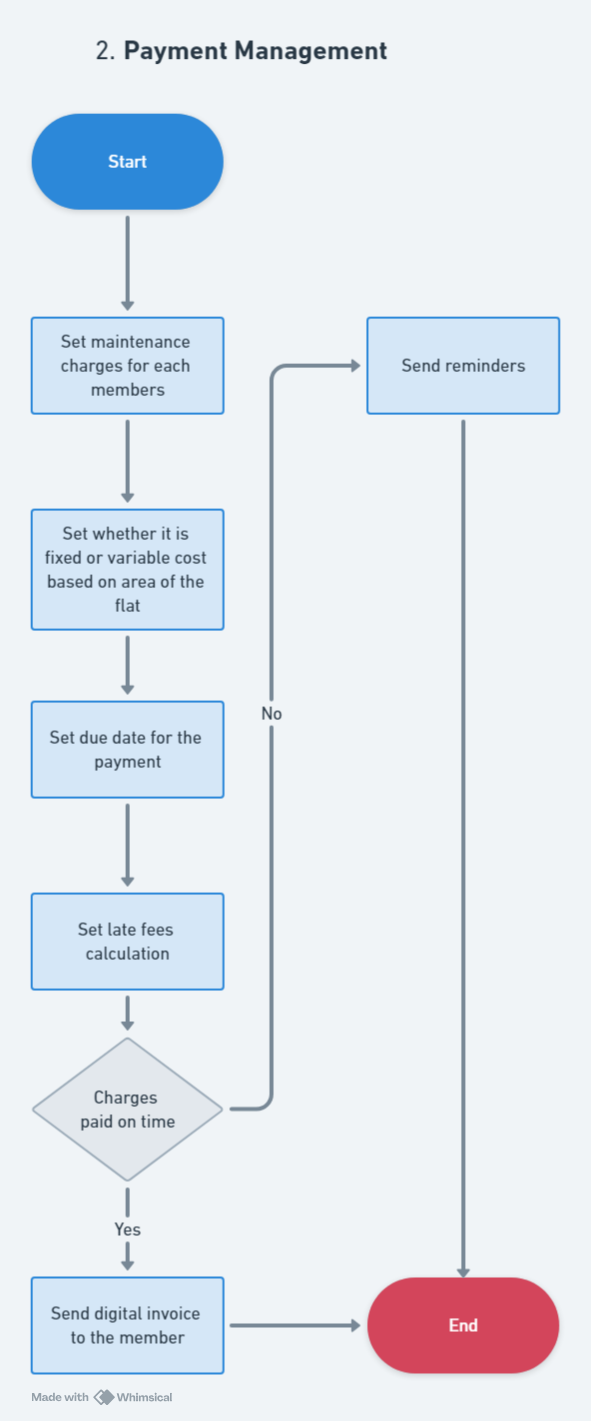 2. Payment Management
Start
Set maintenance
charges for each
members
Send reminders
Set whether it is
fixed or variable cost
based on area of the
flat
No
Set due date for the
payment
Set late fees
calculation
Charges
paid on time
Yes
Send digital invoice
to the member
End
Made with Whimsical